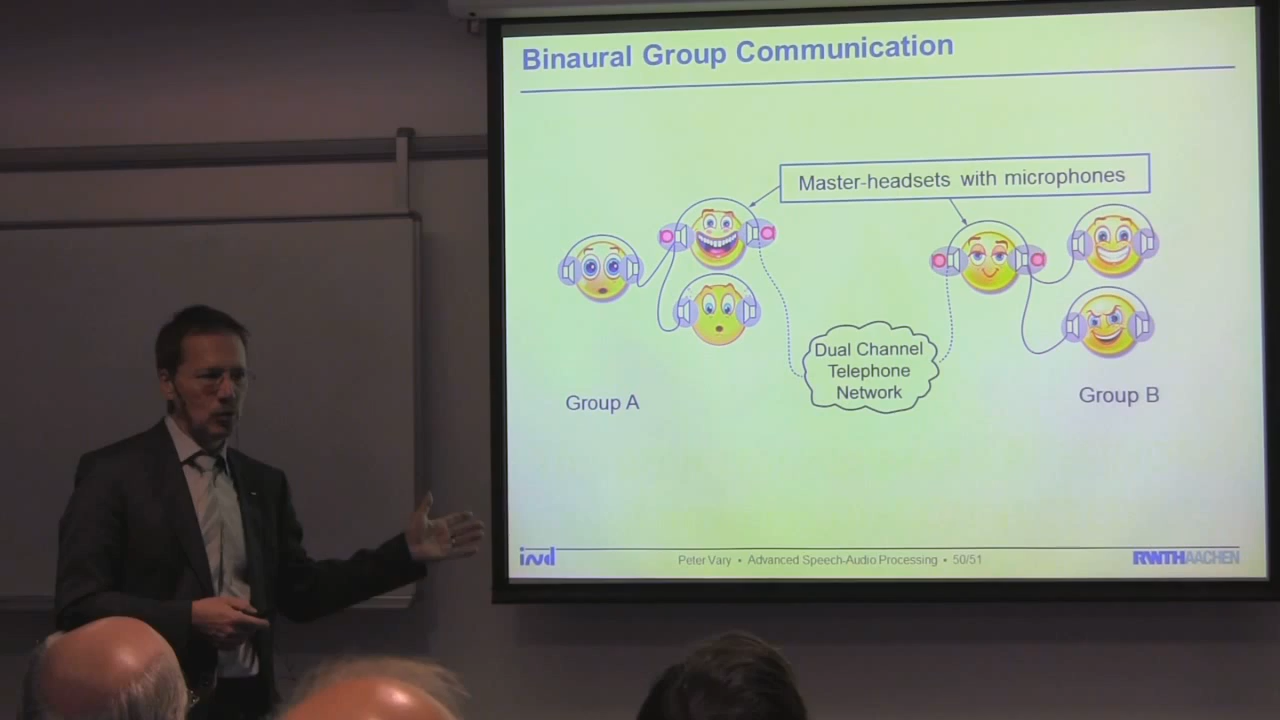 Binaural Group Communication
Master-headsets with microphones
Dual Channel
Telephone
Network
Group A
Group B
ind
Peter Vary • Advanced Speech-Audio Processing • 50/51
RWTHAACHEN